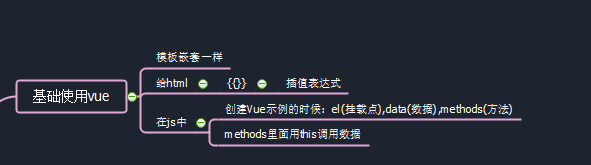 模板嵌套一样
基础使用vue
给html
{{}}
插值表达式
在js中
创建Vue示例的时候：el(挂载点),data(数据),methods(方法)
methods里面用this调用数据